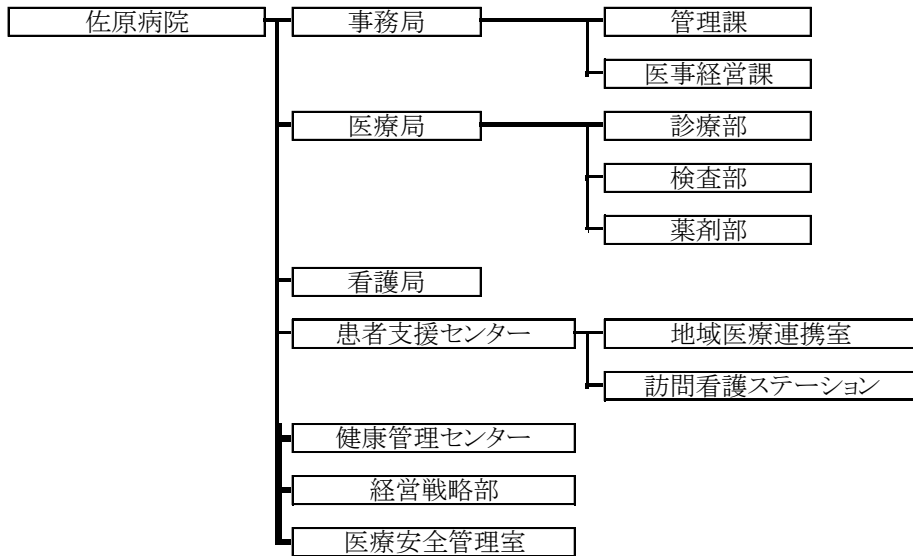 佐原病院
事務局
管理課
医事経営課
医療局
診療部
検査部
薬剤部
看護局
患者支援センター
地域医療連携室
訪問看護ステーション
健康管理センター
経営戦略部
医療安全管理室